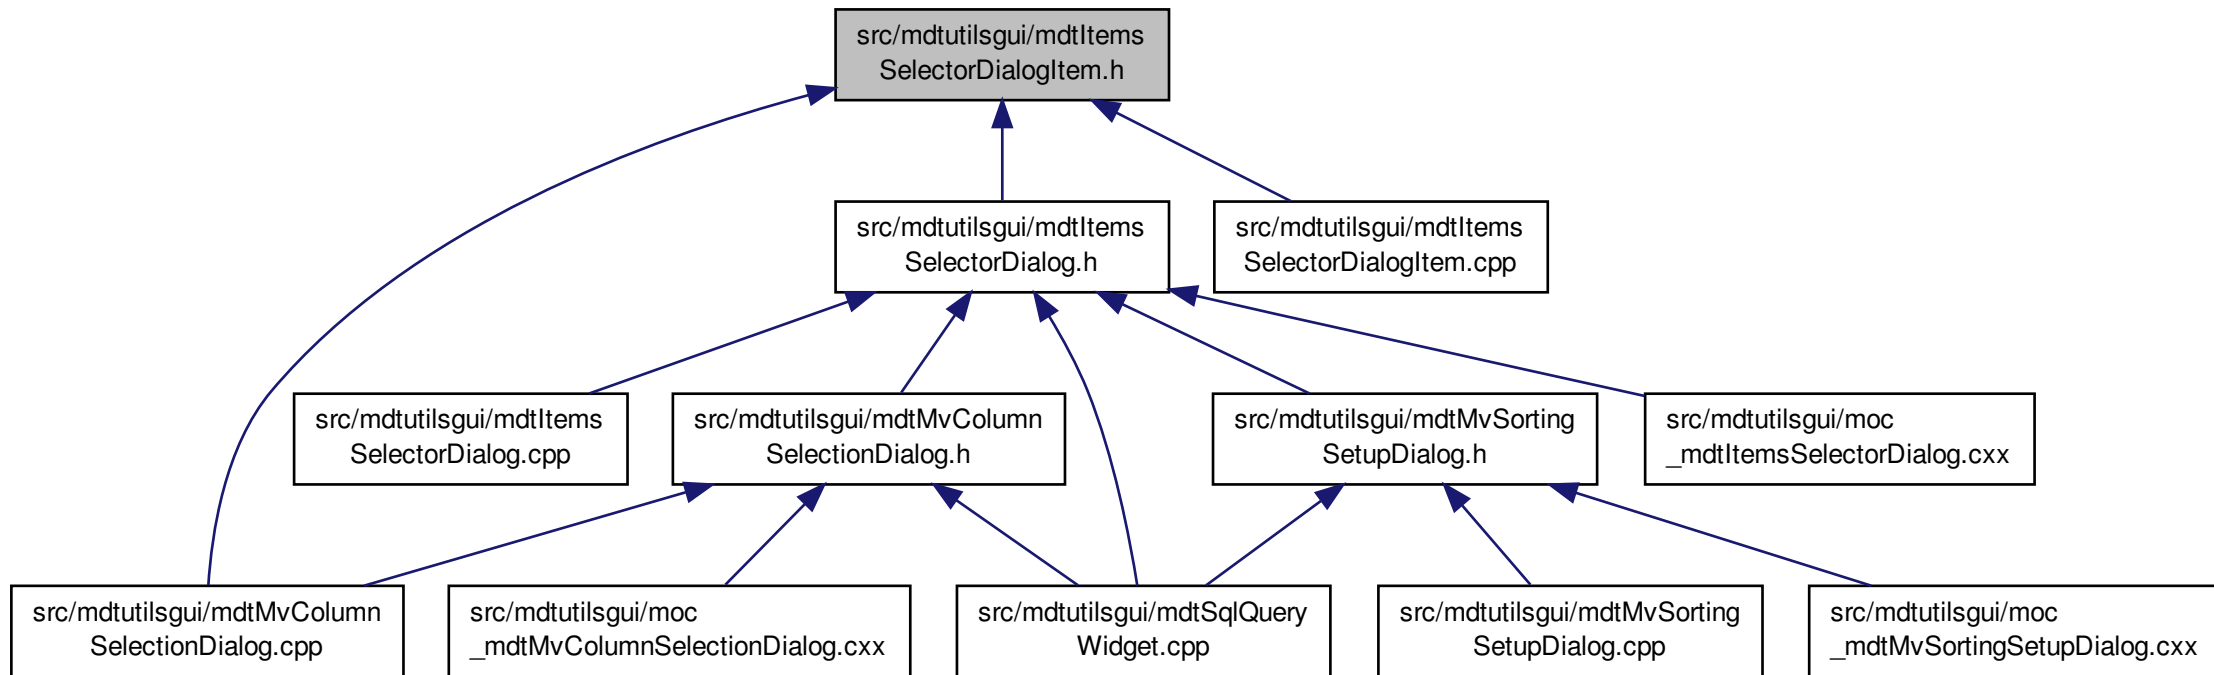 src/mdtutilsgui/mdtItems
SelectorDialogItem.h
src/mdtutilsgui/mdtItems
SelectorDialog.h
src/mdtutilsgui/mdtItems
SelectorDialogItem.cpp
src/mdtutilsgui/mdtItems
SelectorDialog.cpp
src/mdtutilsgui/mdtMvColumn
SelectionDialog.h
src/mdtutilsgui/mdtMvSorting
SetupDialog.h
src/mdtutilsgui/moc
_mdtItemsSelectorDialog.cxx
src/mdtutilsgui/mdtMvColumn
SelectionDialog.cpp
src/mdtutilsgui/moc
_mdtMvColumnSelectionDialog.cxx
src/mdtutilsgui/mdtSqlQuery
Widget.cpp
src/mdtutilsgui/mdtMvSorting
SetupDialog.cpp
src/mdtutilsgui/moc
_mdtMvSortingSetupDialog.cxx